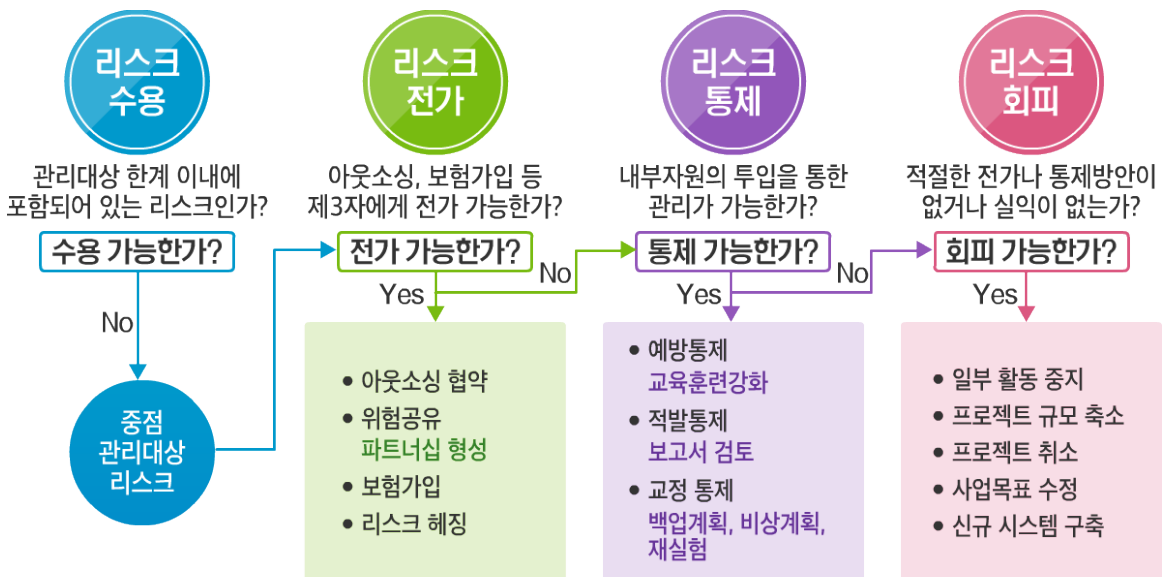 리스크
수용
관리대상 한계 이내에
포함되어 있는 리스크인가?
수용 가능한가?
No
중점
관리대상
리스크
리스크
전가
아웃소싱, 보험가입 등
제3자에게 전가 가능한가?
전가 가능한가?
No
Yes
• 아웃소싱 협약
• 위험공유
파트너십 형성
• 보험가입
• 리스크 헤징
리스크
통제
내부자원의 투입을 통한
관리가 가능한가?
통제 가능한가?
No
Yes
• 예방통제
교육훈련강화
• 적발통제
보고서 검토
• 교정 통제
백업계획, 비상계획,
재실험
리스크
회피
적절한 전가나 통제방안이
없거나 실익이 없는가?
회피 가능한가?
Yes
• 일부 활동 중지
• 프로젝트 규모 축소
• 프로젝트 취소
• 사업목표 수정
• 신규 시스템 구축